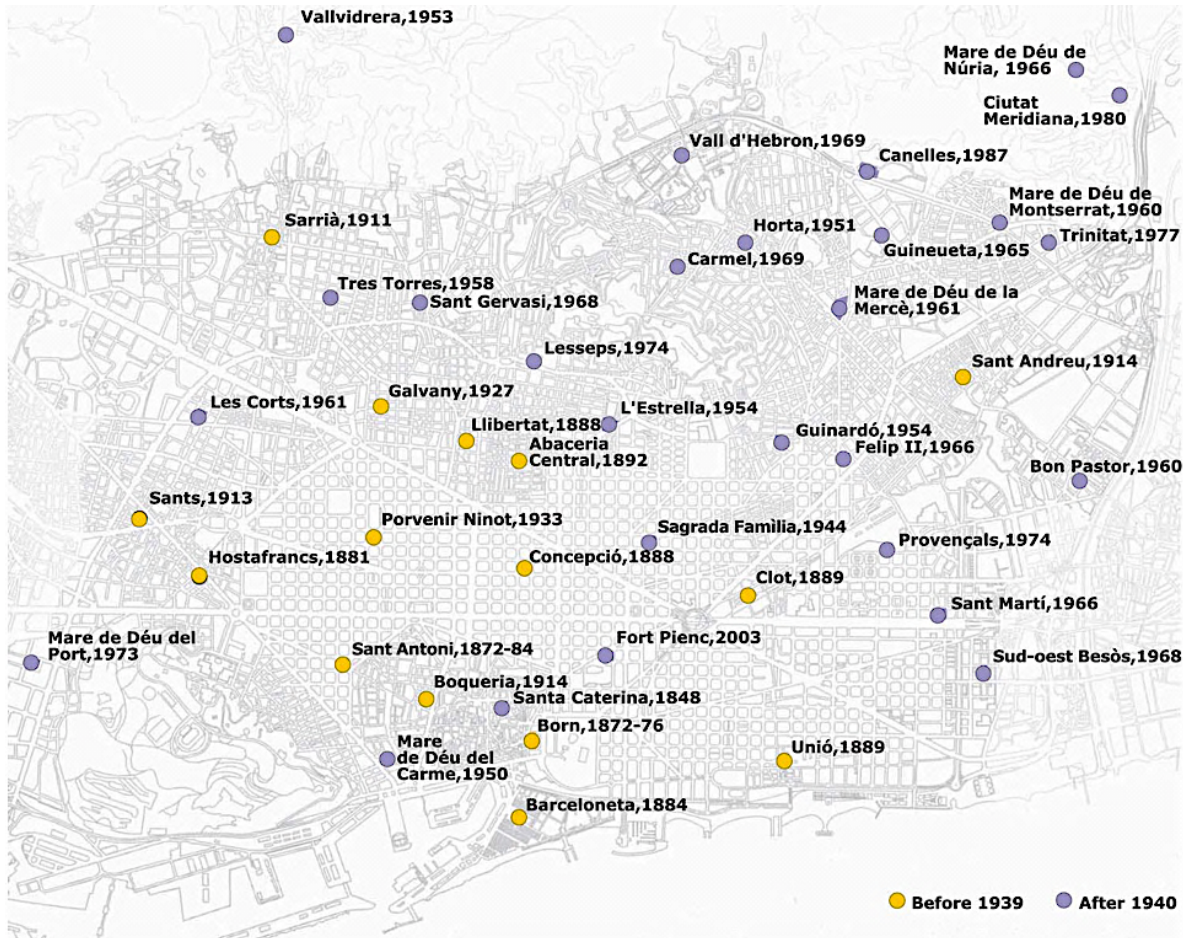 Vallvidrera,1953
Mare de Déu de
Núria, 1966
Ciutat
Meridiana,1980
Vall d'Hebron,1969
Canelles,1987
Mare de Déu de
Montserrat,1960
Sarrià,1911
Horta,1951
Guineueta,1965
Trinitat,1977
Carmel,1969
Tres Torres,1958
Sant Gervasi,1968
Mare de Déu de la
Mercè,1961
Lesseps,1974
Sant Andreu,1914
Galvany,1927
Les Corts,1961
L'Estrella,1954
Llibertat,1888
Abaceria
Central,1892
Guinardó,1954
Felip II,1966
Bon Pastor,1960
Sants,1913
Porvenir Ninot,1933
Sagrada Famìlia,1944
Provençals,1974
Hostafrancs,1881
Concepció,1888
Clot,1889
Sant Martí,1966
Mare de Déu del
Port,1973
Sant Antoni,1872-84
Fort Pienc,2003
Sud-oest Besòs,1968
Boqueria,1914
Santa Caterina,1848
Born,1872-76
Mare
de Déu del
Carme,1950
Unió,1889
Barceloneta,1884
Before 1939
After 1940